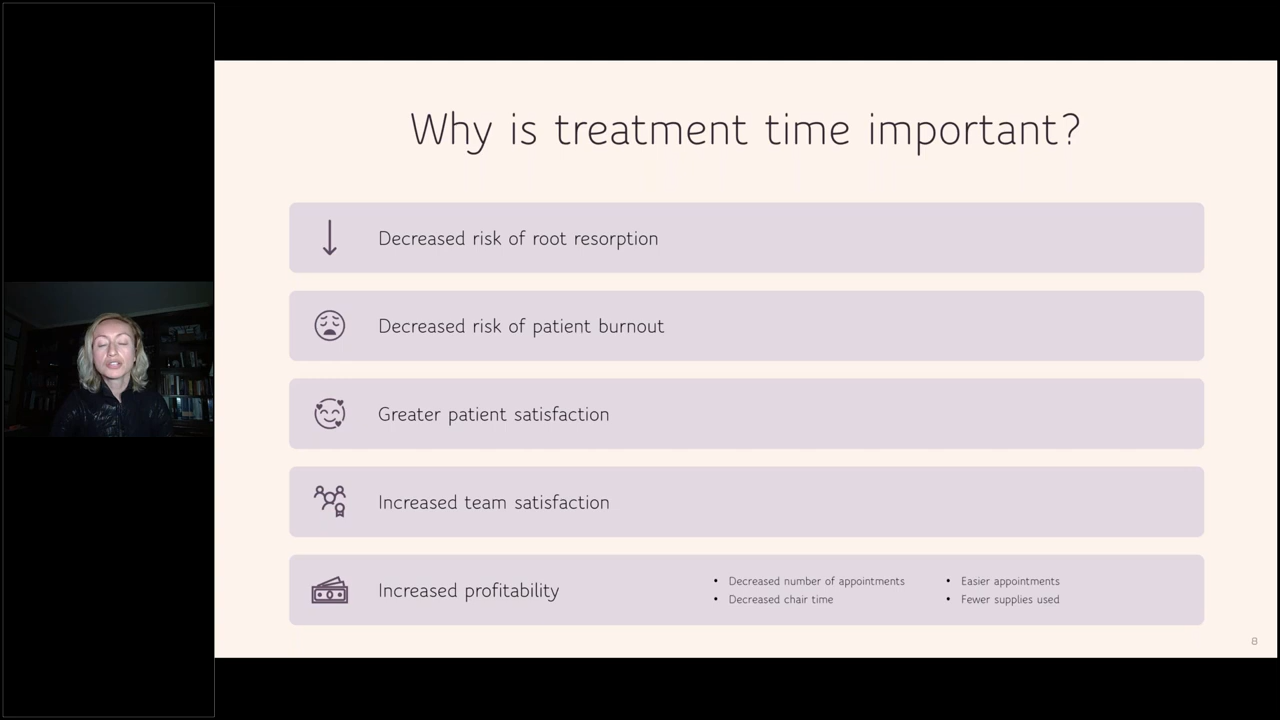 Why is treatment time important?
Decreased risk of root resorption
Decreased risk of patient burnout
Greater patient satisfaction
Increased team satisfaction
Increased profitability
• Decreased number of appointments
• Decreased chair time
• Easier appointments
• Fewer supplies used
8